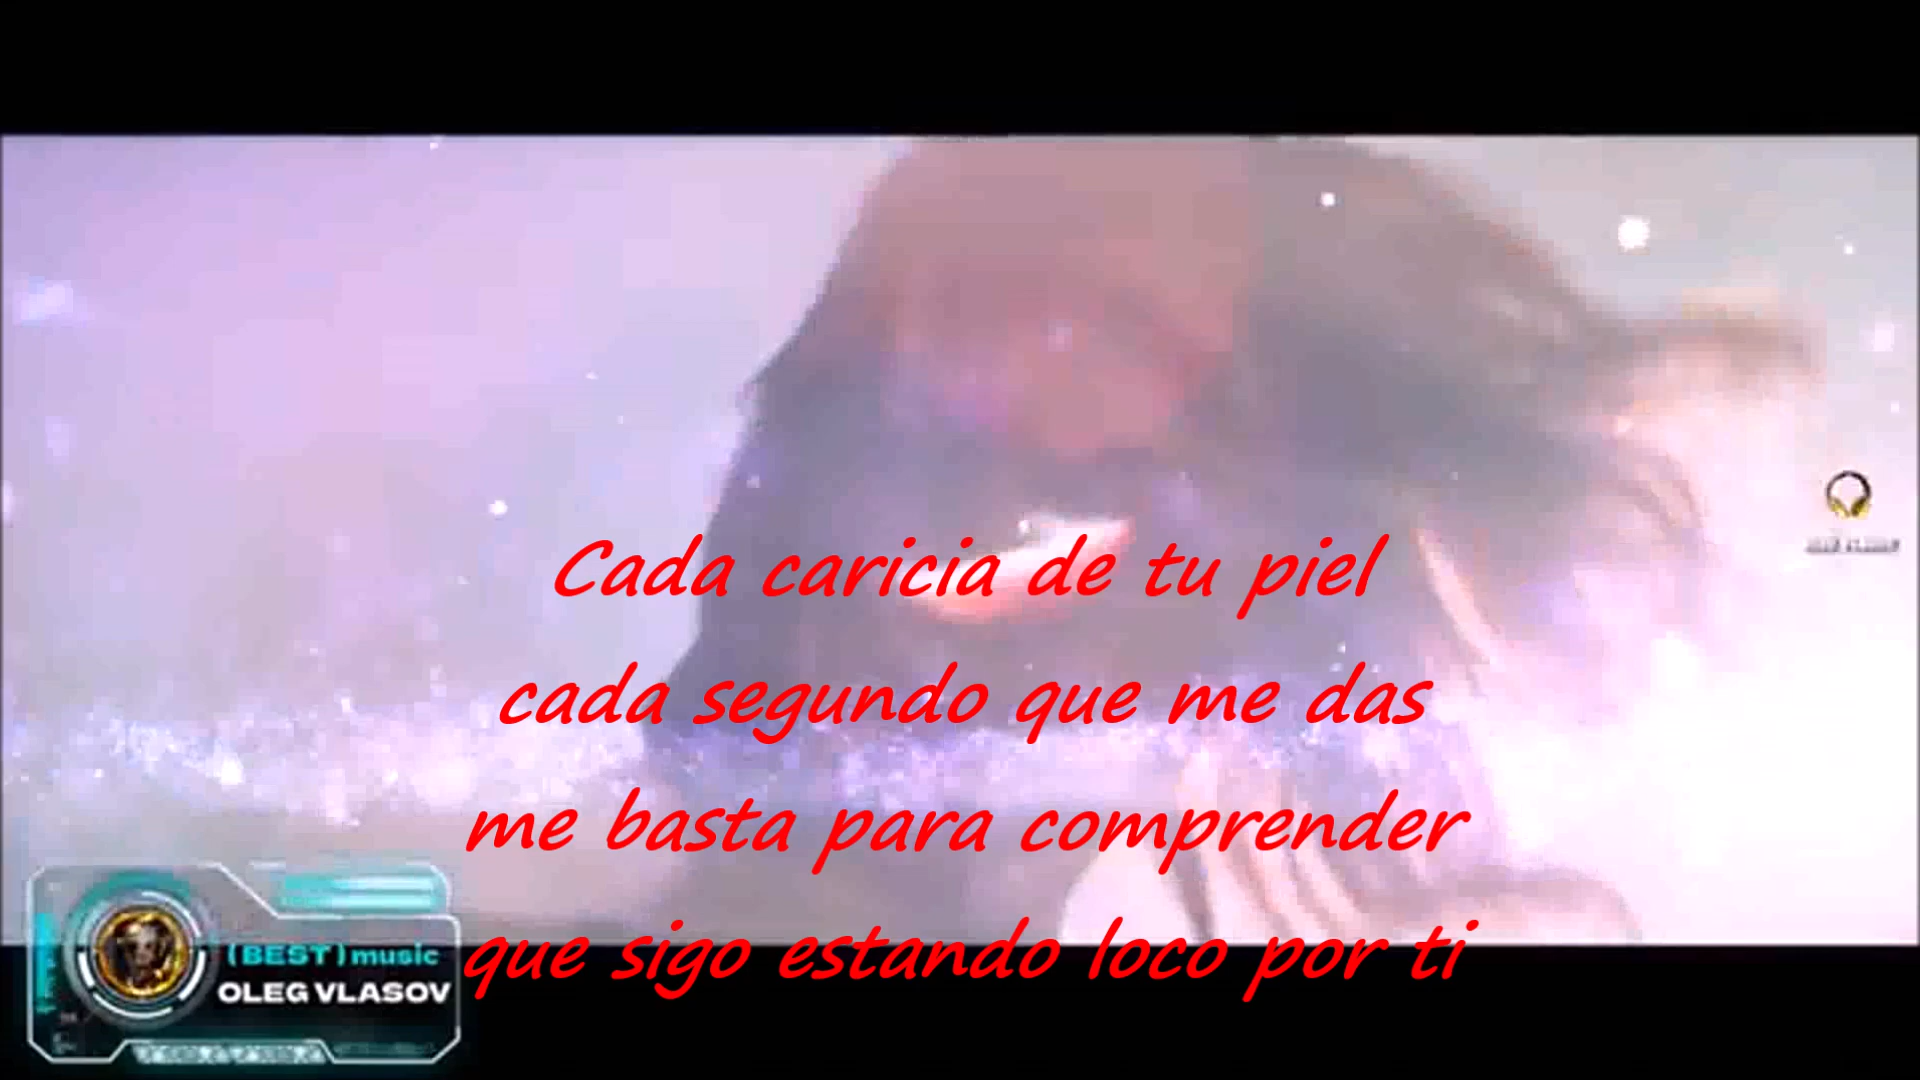 Cada caricia de tu piel
cada segundo que me das
me basta para comprender
que sigo estando loco por ti
(BEST) music
OLEG VLASOV